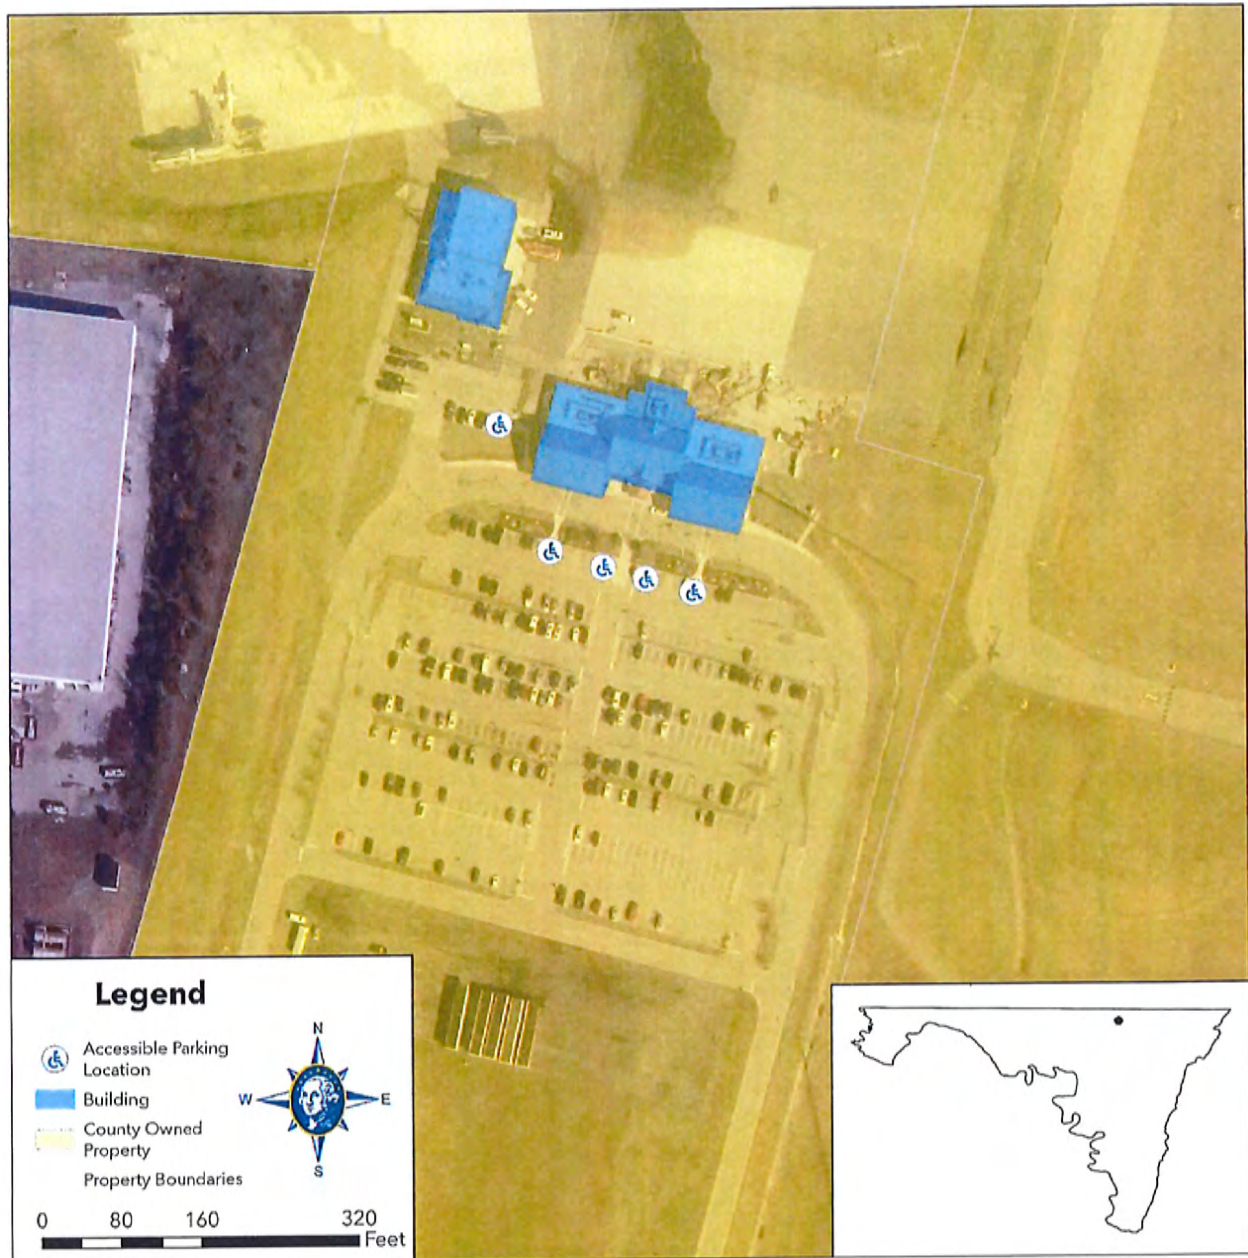 Legend
Accessible Parking
Location
Building
County Owned
Property
Property Boundaries
N
W
E
S
0 80 160 320
Feet